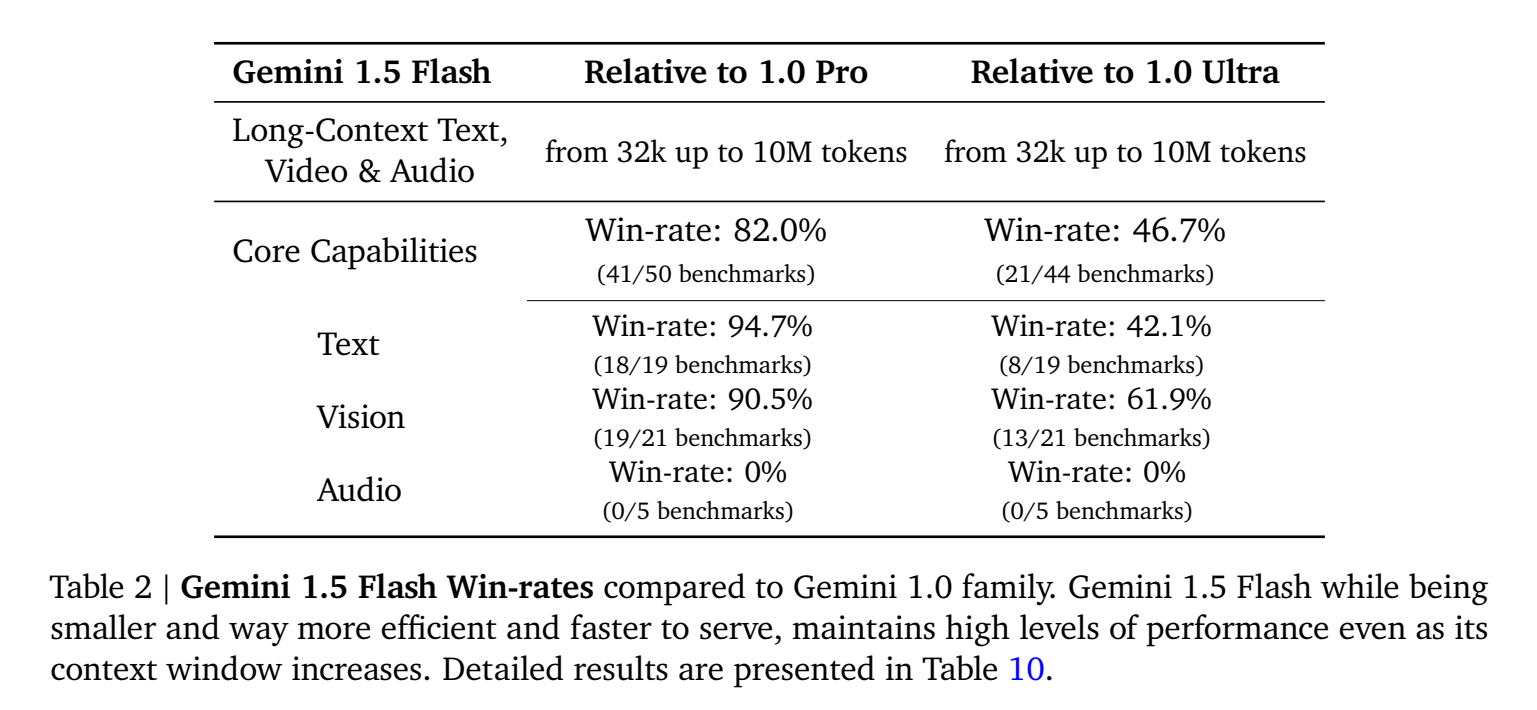 Gemini 1.5 Flash Relative to 1.0 Pro Relative to 1.0 Ultra
Long-Context Text,
Video & Audio
from 32k up to 10M tokens from 32k up to 10M tokens
Core Capabilities
Win-rate: 82.0% Win-rate: 46.7%
(41/50 benchmarks) (21/44 benchmarks)
Text
Win-rate: 94.7% Win-rate: 42.1%
(18/19 benchmarks) (8/19 benchmarks)
Vision
Win-rate: 90.5% Win-rate: 61.9%
(19/21 benchmarks) (13/21 benchmarks)
Audio
Win-rate: 0% Win-rate: 0%
(0/5 benchmarks) (0/5 benchmarks)
Table 2 | Gemini 1.5 Flash Win-rates compared to Gemini 1.0 family. Gemini 1.5 Flash while being
smaller and way more efficient and faster to serve, maintains high levels of performance even as its
context window increases. Detailed results are presented in Table 10.